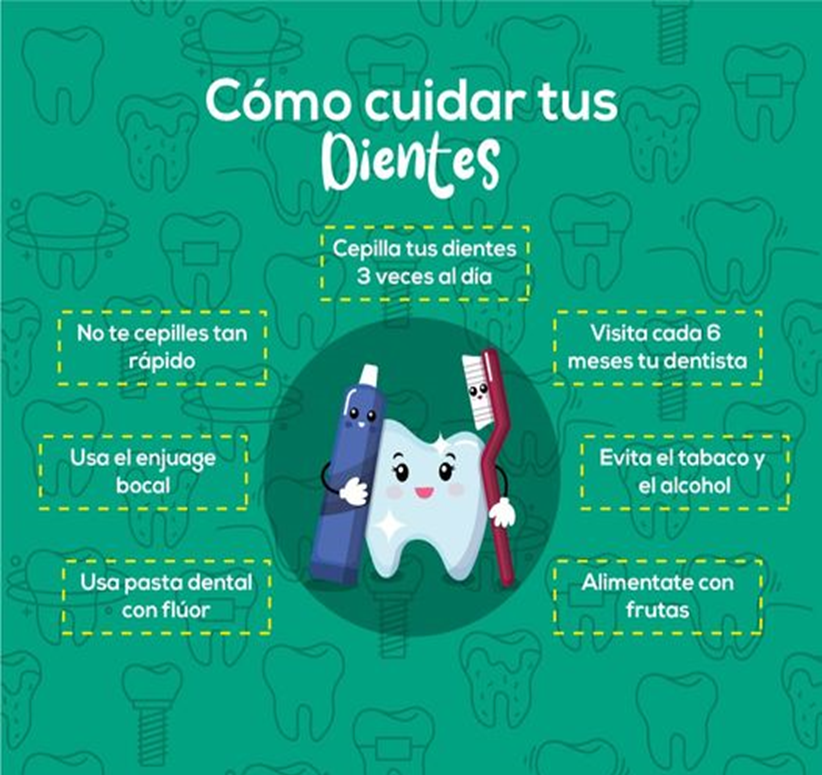 Cómo cuidar tus
Dientes
Cepilla tus dientes
3 veces al día
No te cepilles tan
rápido
Visita cada 6
meses tu dentista
Usa el enjuage
bocal
Evita el tabaco y
el alcohol
Usa pasta dental
con flúor
Alimentate con
frutas